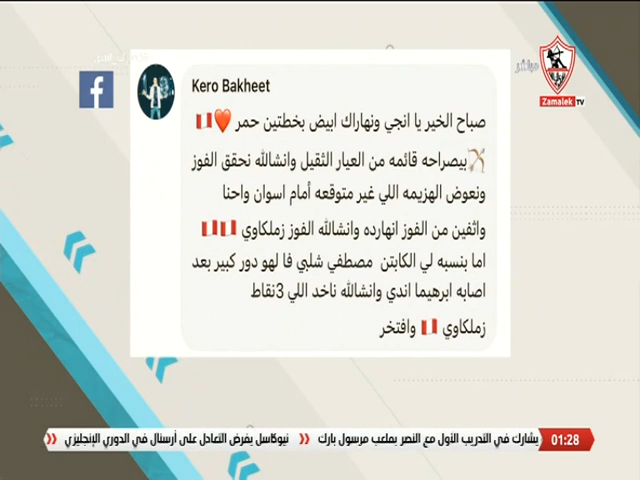 مباشر
Zamalek TV
Kero Bakheet
صباح الخير يا انجي ونهارك ابيض بخطتين حمر ❤️🇵🇪
🏹بيصراحه قائمه من العيار الثقيل وانشالله نحقق الفوز
ونعوض الهزيمه اللي غير متوقعه أمام اسوان واحنا
واثفين من الفوز انهارده وانشالله الفوز زملكاوي 🇵🇪🇵🇪
اما بنسبه لي الكابتن مصطفي شلبي فا لهو دور كبير بعد
اصابه ابرهيما اندي وانشالله ناخد اللي 3نقاط
زملكاوي 🇵🇪 وافتخر
01:28 يشارك في التدريب الأول مع النصر بملعب مرسول بارك » نيوكاسل يفرض التعادل على أرسنال في الدوري الإنجليزي »